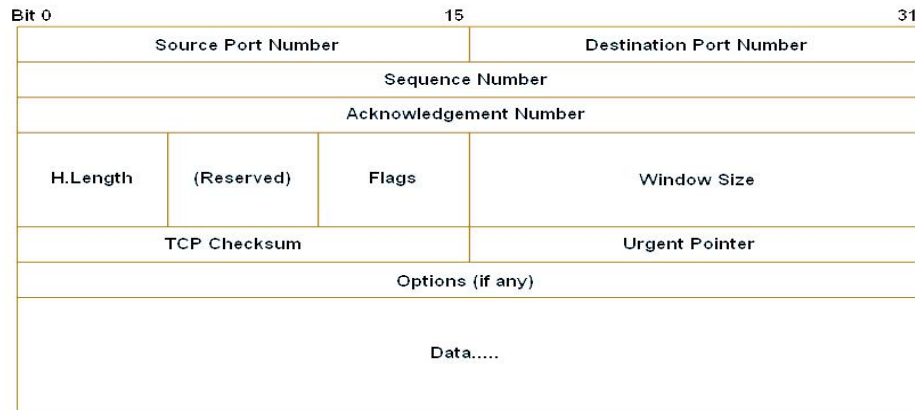 Bit 0 15 31
Source Port Number Destination Port Number
Sequence Number
Acknowledgement Number
H.Length (Reserved) Flags Window Size
TCP Checksum Urgent Pointer
Options (if any)
Data.....